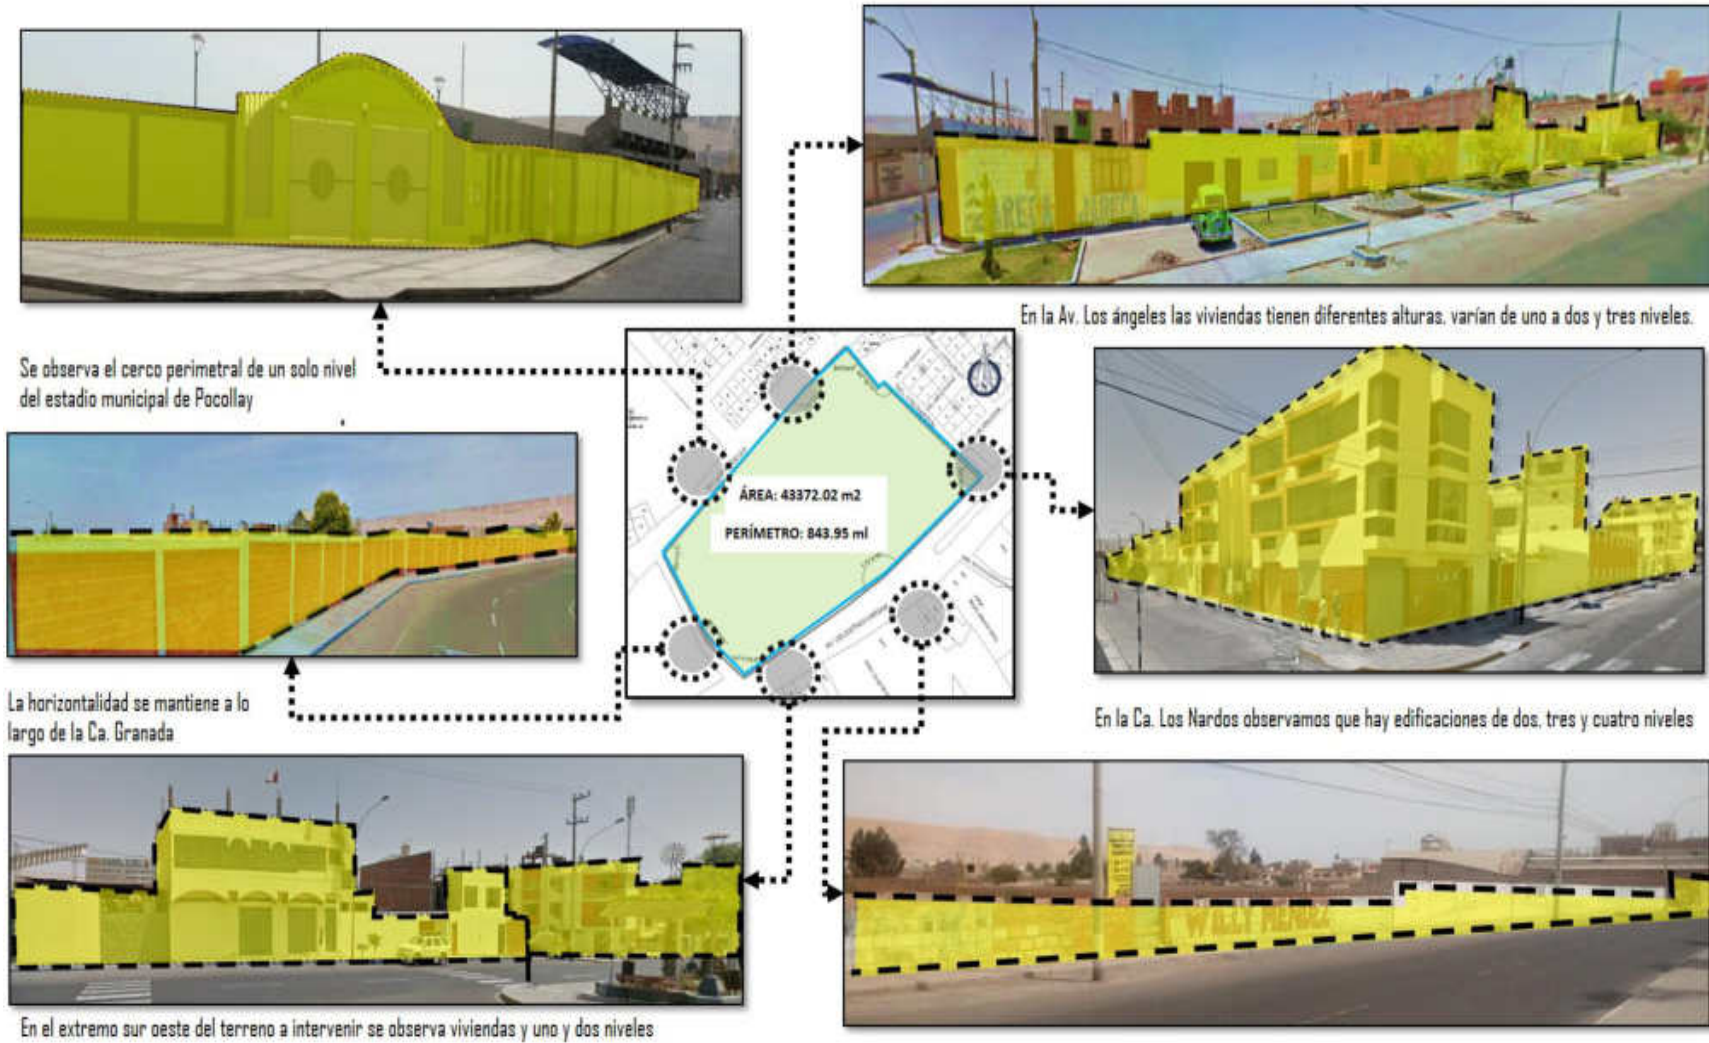 En la Av. Los ángeles las viviendas tienen diferentes alturas, varían de uno a dos y tres niveles.
Se observa el cerco perimetral de un solo nivel
del estadio municipal de Pocollay
ÁREA: 43372.02 m2
PERÍMETRO: 843.95 ml
La horizontalidad se mantiene a lo
largo de la Ca. Granada
En la Ca. Los Nardos observamos que hay edificaciones de dos, tres y cuatro niveles
WILLY MENDEZ
En el extremo sur oeste del terreno a intervenir se observa viviendas y uno y dos niveles